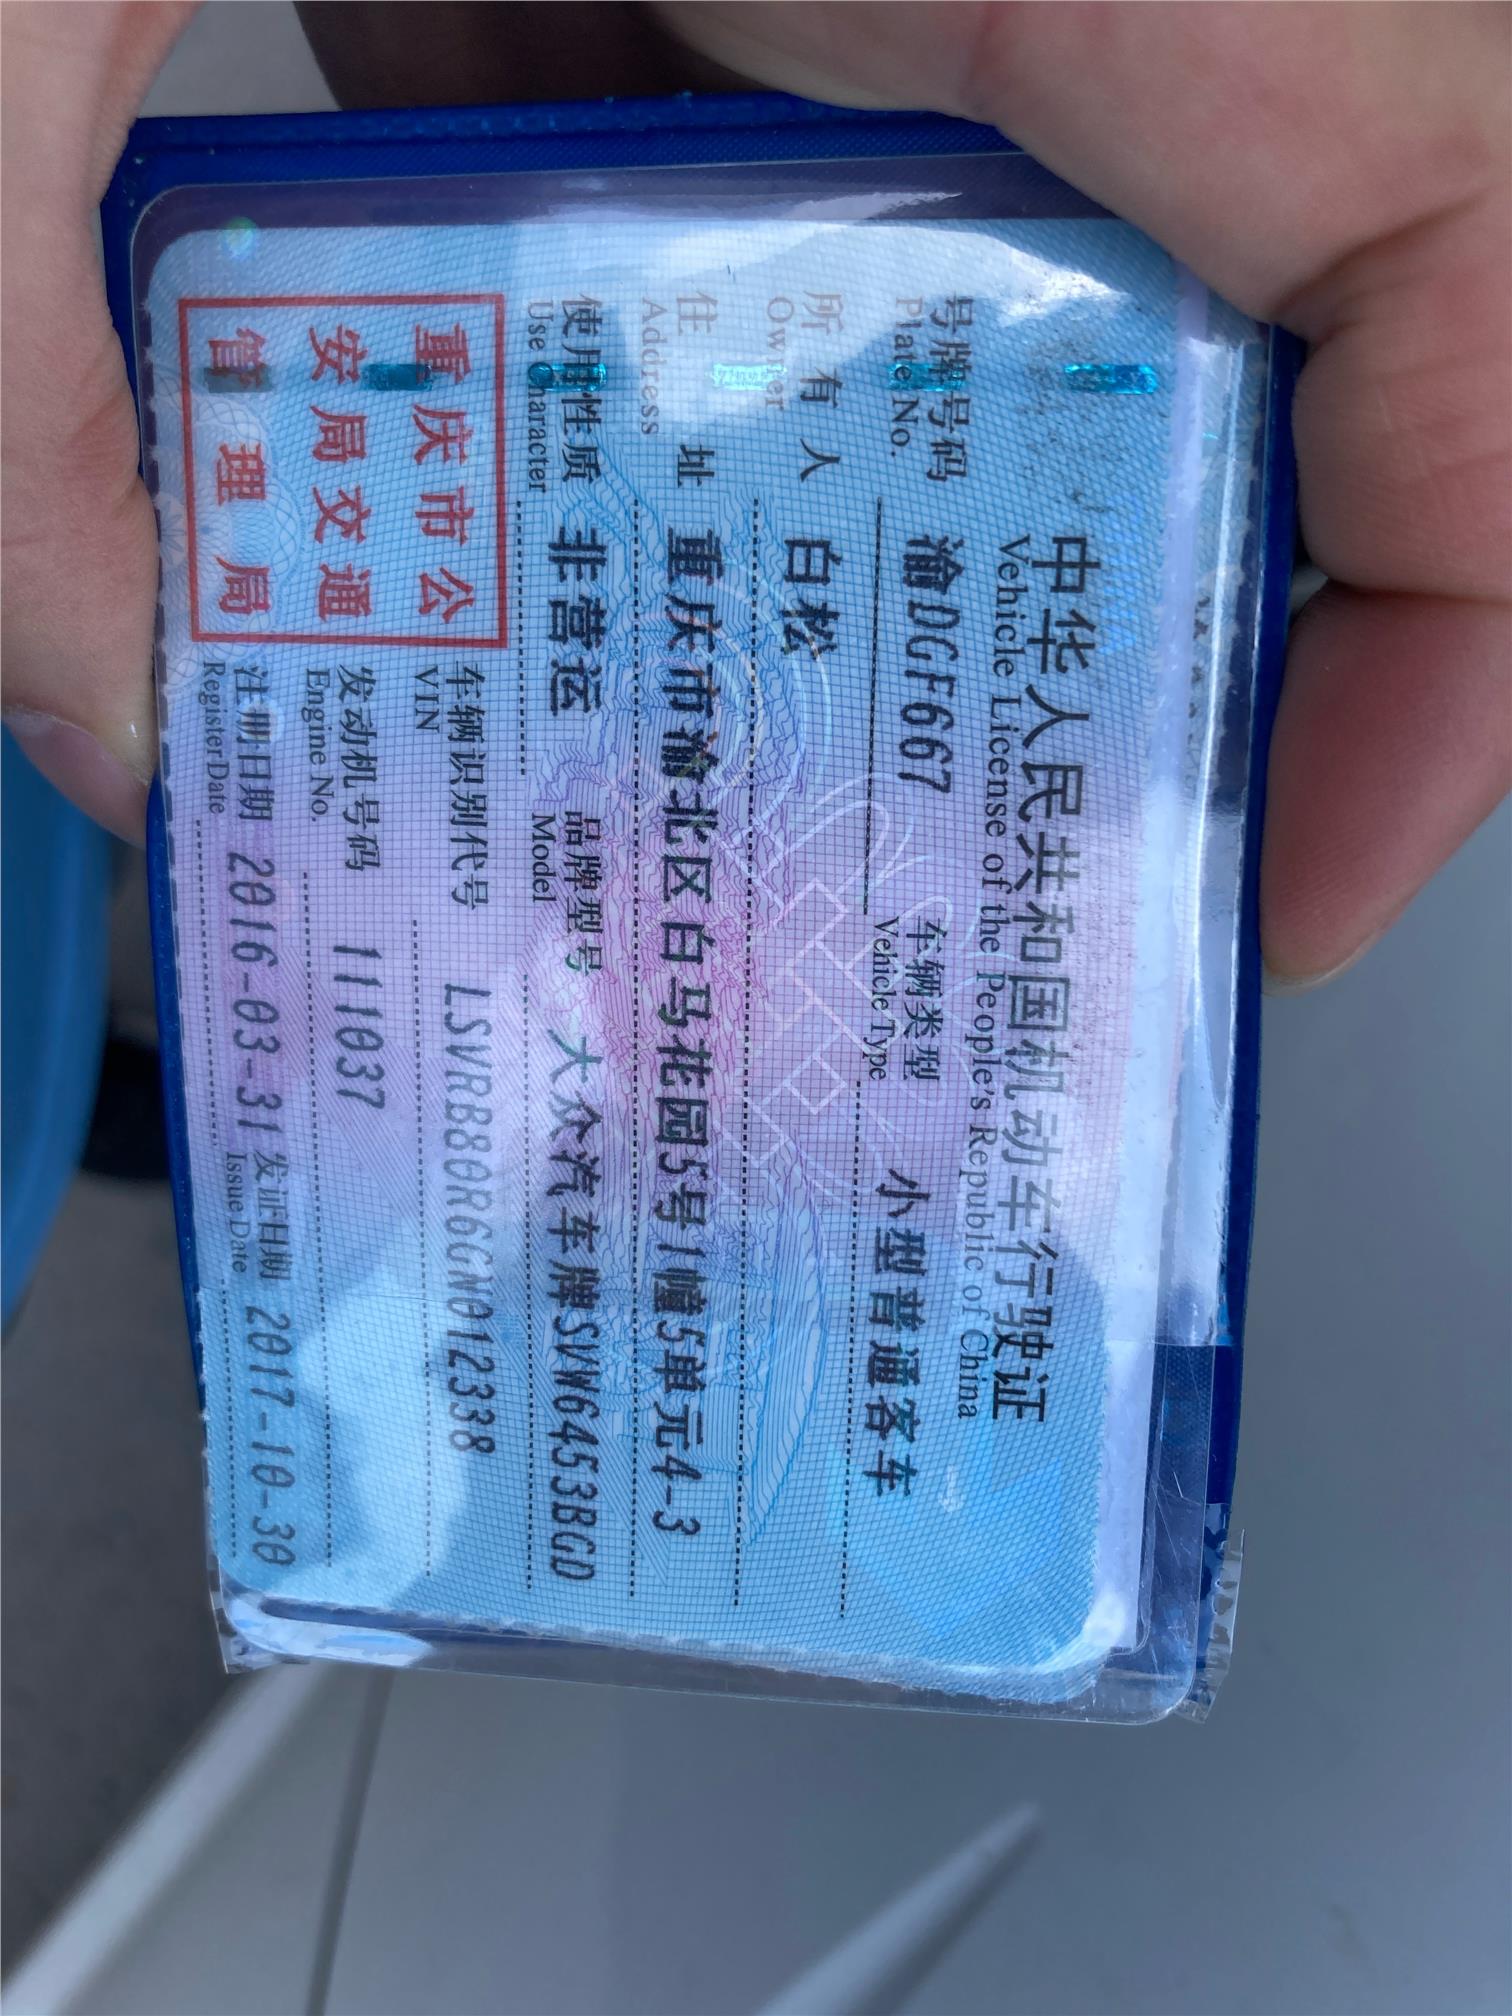 中华人民共和国机动车行驶证
Vehicle License of the People's Republic of China
号牌号码 渝DGF667 车辆类型 小型普通客车
Plate No. Vehicle Type
所有人 白松
Owner
住址 重庆市渝北区白马花园5号1幢5单元4-3
Address
使用性质 非营运 品牌型号 大众汽车牌SVW6453BGD
Use Character Model
重庆市公
安局交通
管理局
车辆识别代号 LSVRB80R6GN012338
VIN
发动机号码 111037
Engine No.
注册日期 2016-03-31 发证日期 2017-10-30
Register Date Issue Date